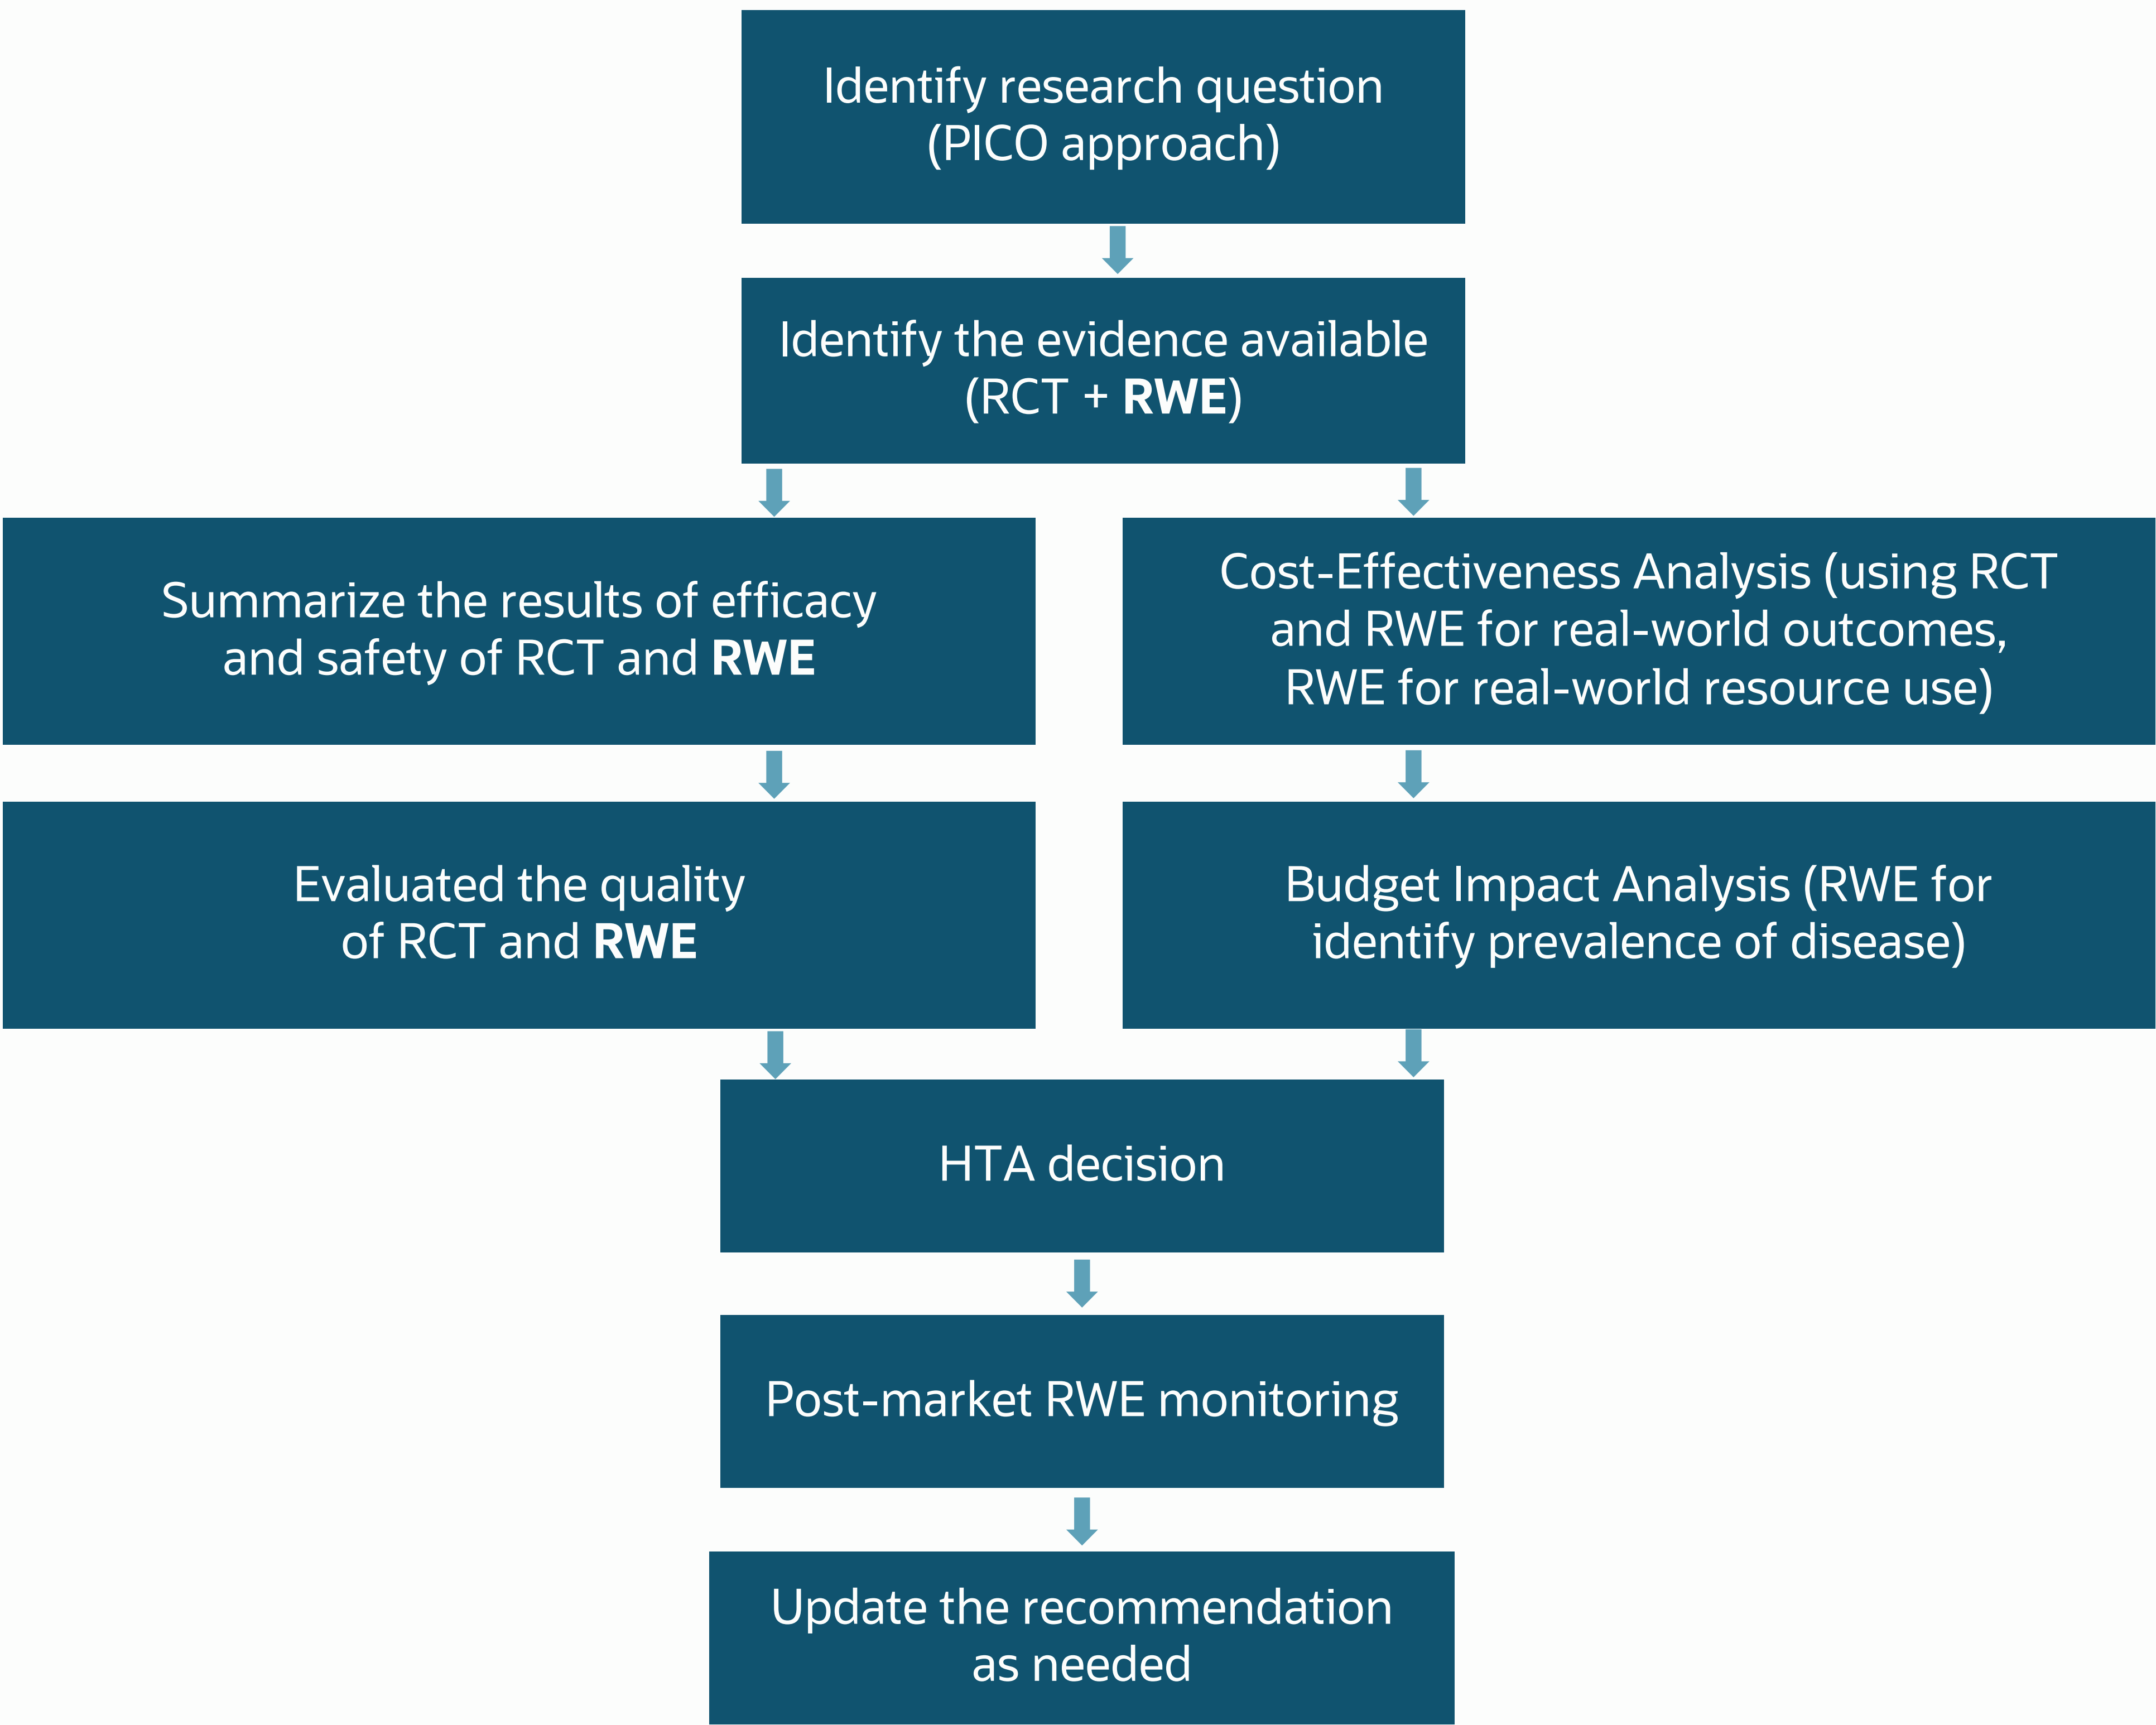 Identify research question
(PICO approach)
Identify the evidence available
(RCT + RWE)
Summarize the results of efficacy
and safety of RCT and RWE
Cost-Effectiveness Analysis (using RCT
and RWE for real-world outcomes,
RWE for real-world resource use)
Evaluated the quality
of RCT and RWE
Budget Impact Analysis (RWE for
identify prevalence of disease)
HTA decision
Post-market RWE monitoring
Update the recommendation
as needed